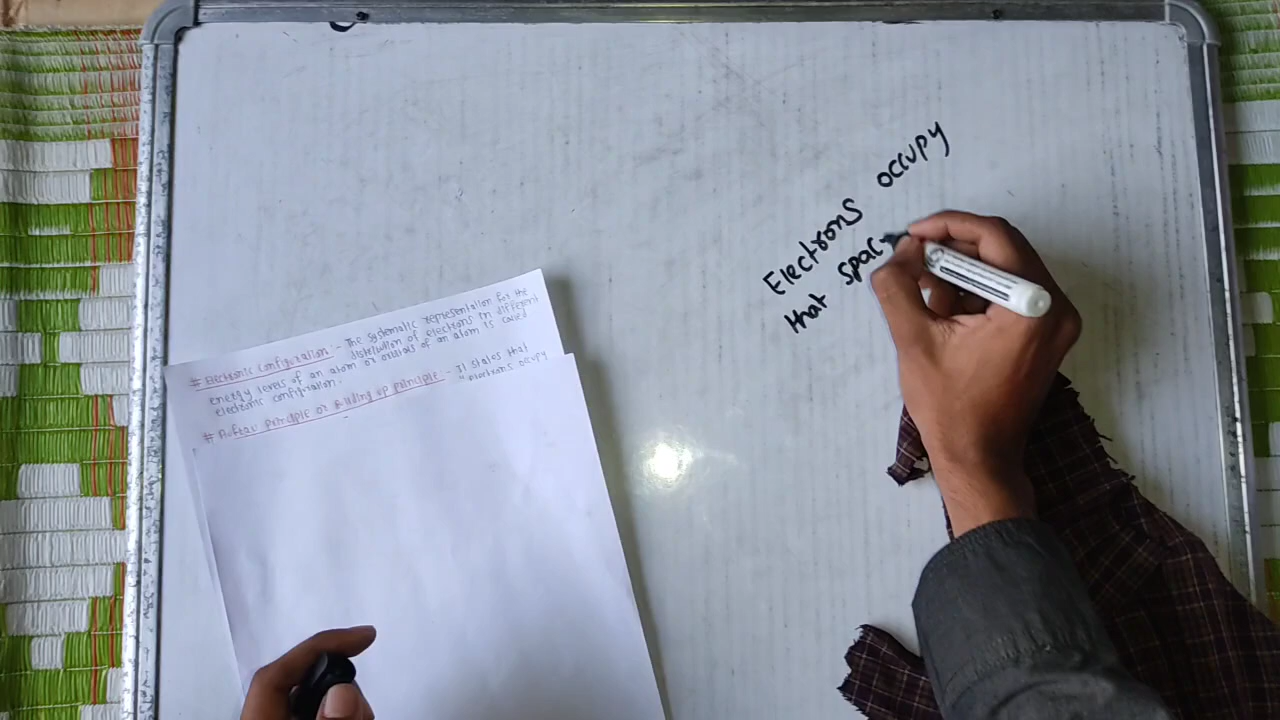 Electrons occupy
that spac
# Electronic Configuration :- The systematic representation for the
distribution of electrons in different
energy levels of an atom or orbitals of an atom is called
electronic configuration.
# Aufbau principle or building up principle :- It states that
"electrons occupy